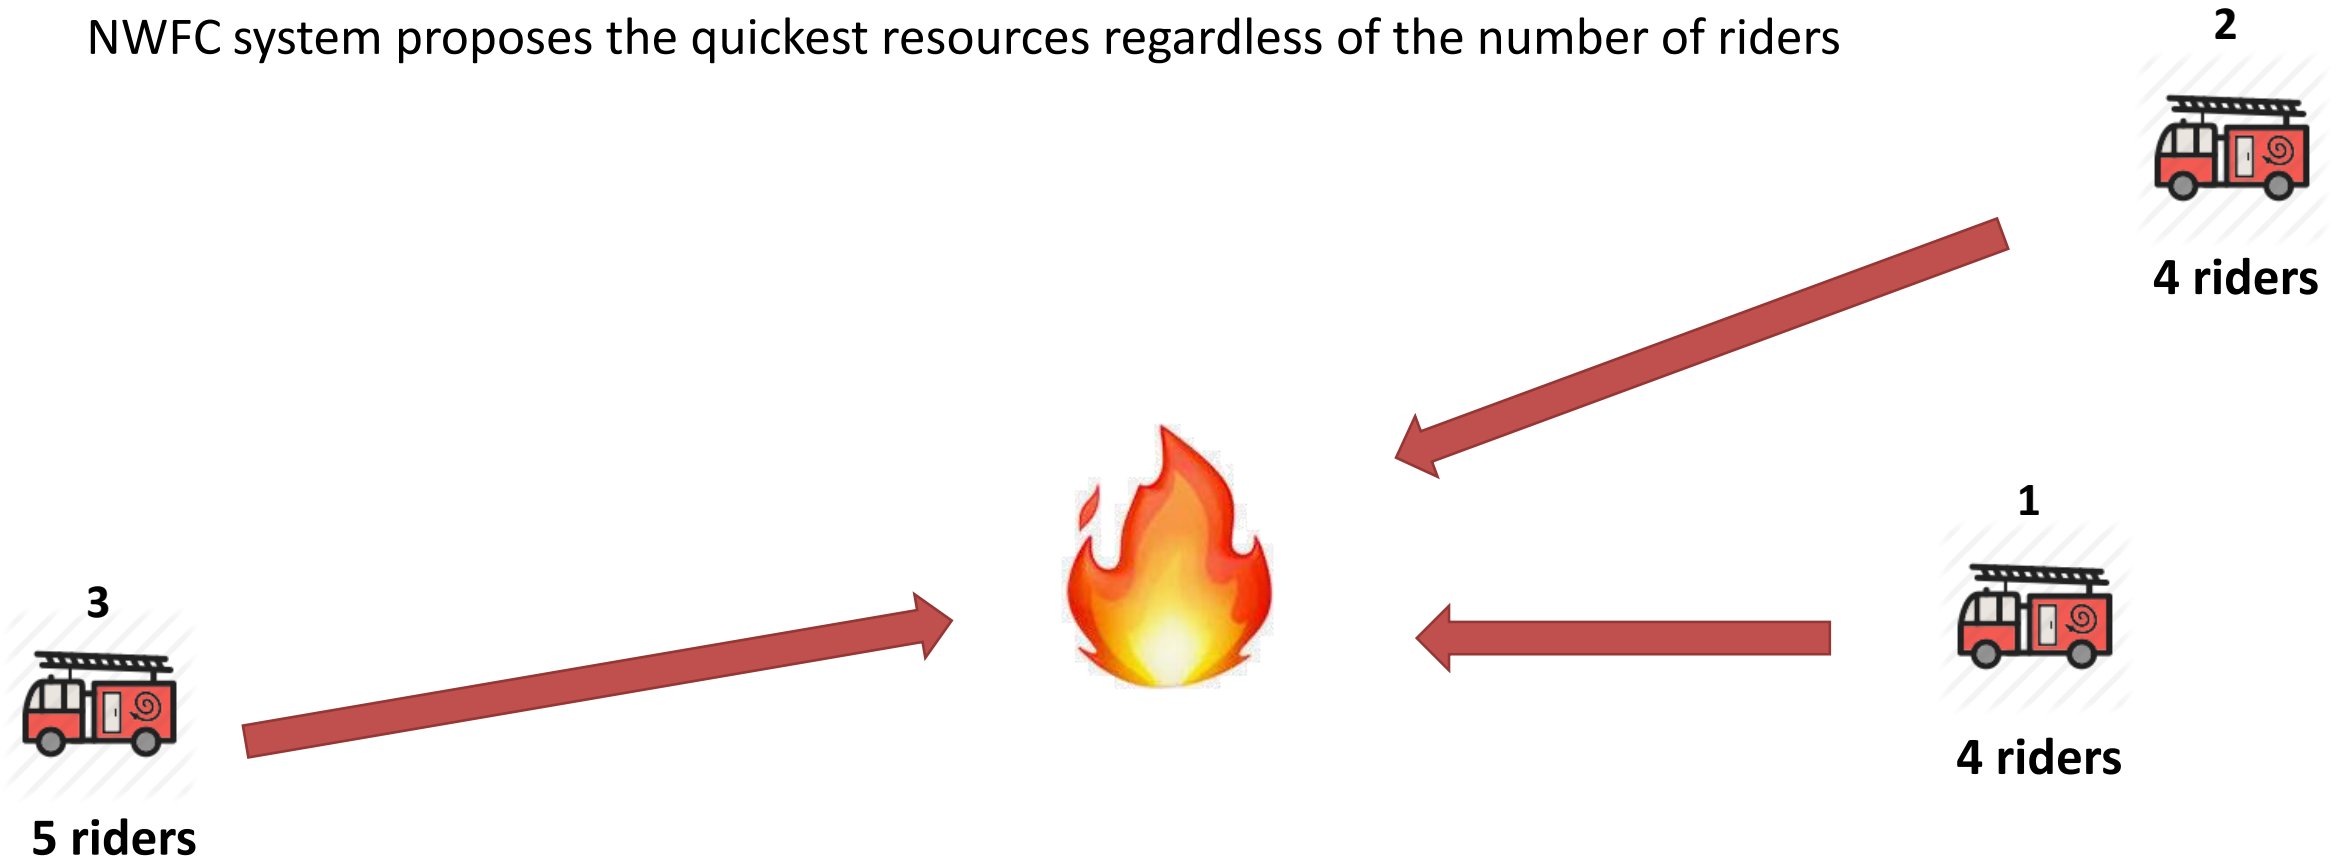 NWFC system proposes the quickest resources regardless of the number of riders
2
4 riders
1
4 riders
3
5 riders